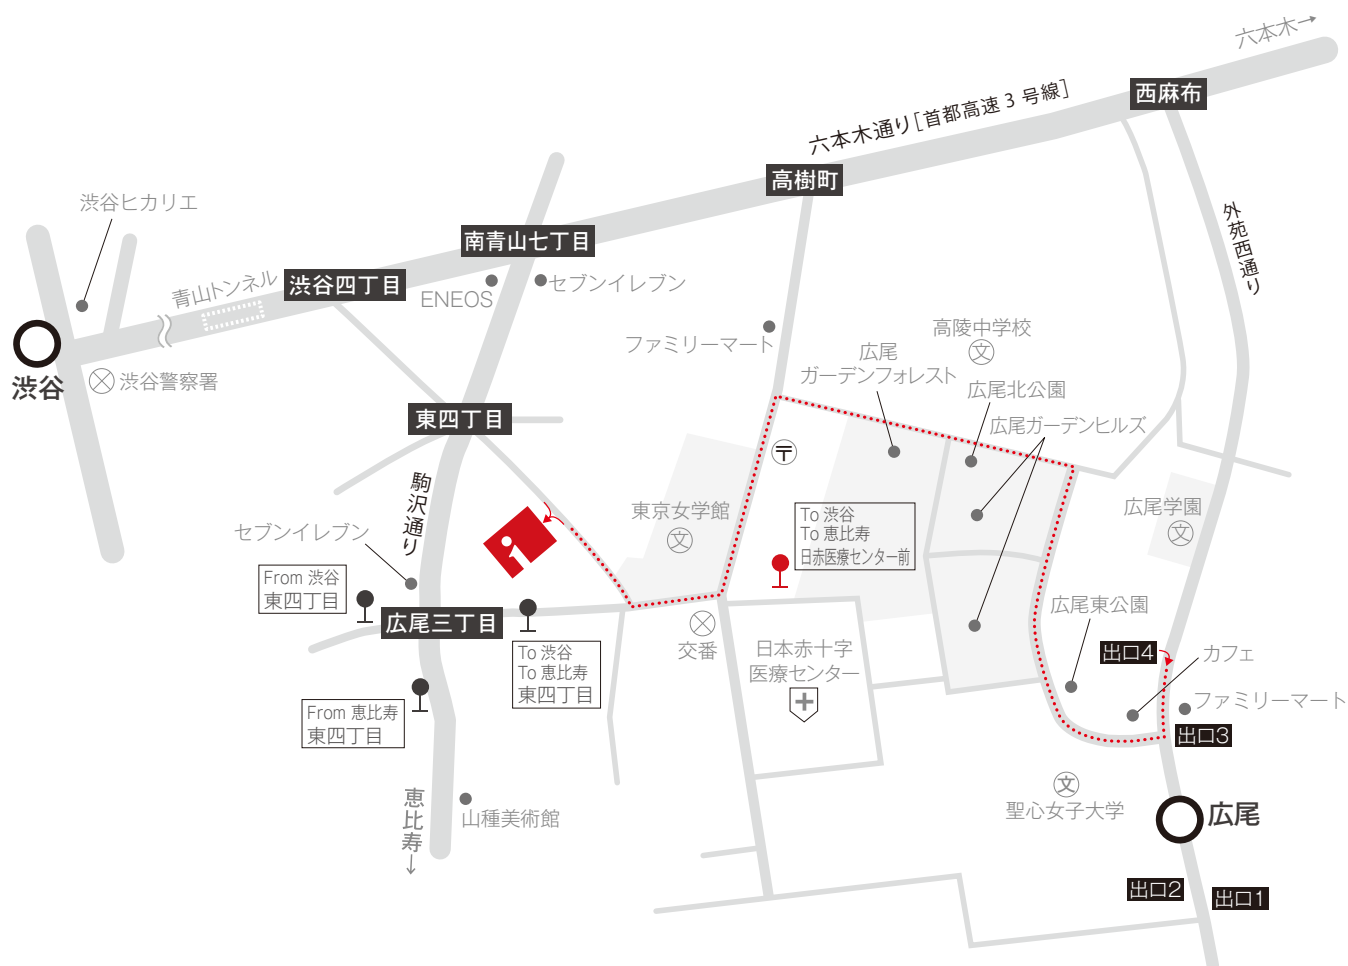 六本木→
西麻布
六本木通り[首都高速3号線]
高樹町
外苑西通り
渋谷ヒカリエ
南青山七丁目
青山トンネル
渋谷四丁目
ENEOS
セブンイレブン
渋谷
渋谷警察署
ファミリーマート
高陵中学校
文
広尾
ガーデンフォレスト
広尾北公園
広尾ガーデンヒルズ
東四丁目
〒
駒沢通り
東京女学館
文
広尾学園
文
セブンイレブン
To 渋谷
To 恵比寿
日赤医療センター前
From 渋谷
東四丁目
広尾三丁目
To 渋谷
To 恵比寿
東四丁目
交番
日本赤十字
医療センター
広尾東公園
出口4
カフェ
ファミリーマート
出口3
From 恵比寿
東四丁目
恵比寿↓
山種美術館
文
聖心女子大学
広尾
出口2
出口1